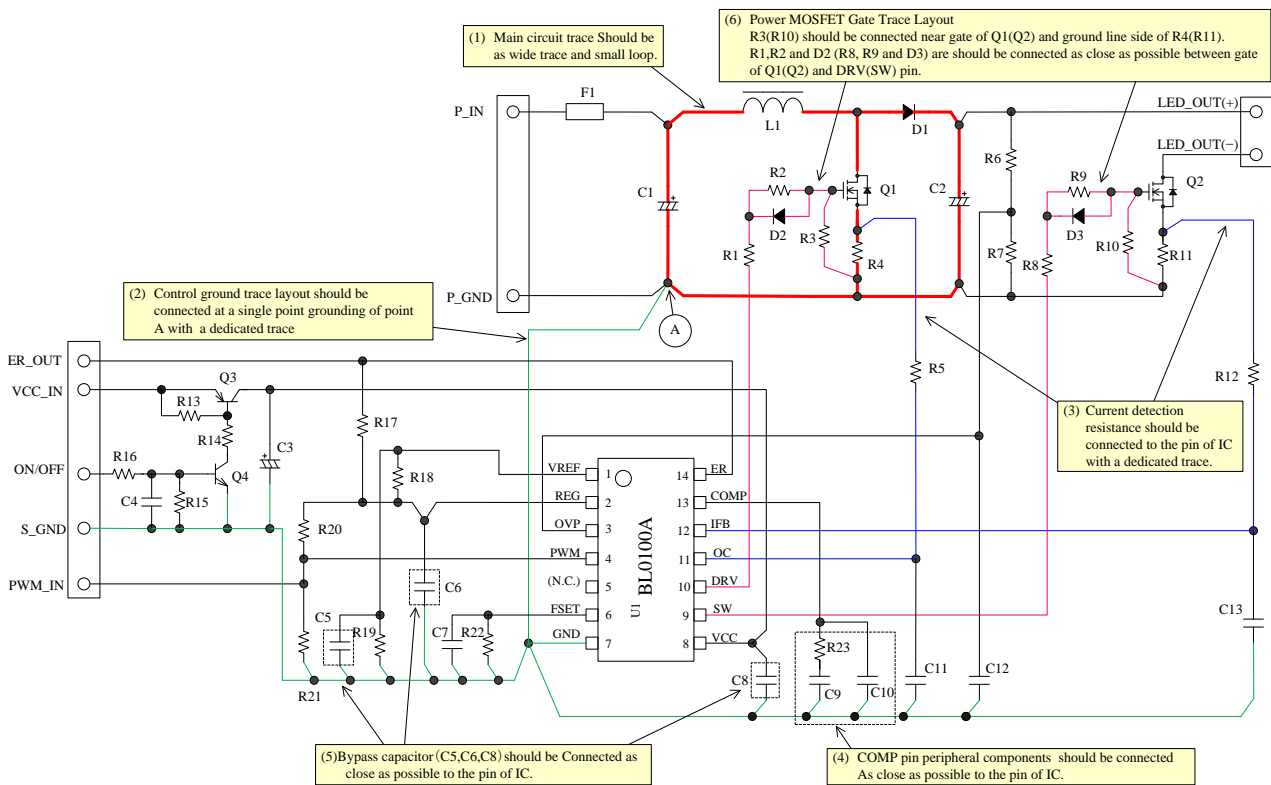 (1) Main circuit trace Should be
as wide trace and small loop.
(6) Power MOSFET Gate Trace Layout
R3(R10) should be connected near gate of Q1(Q2) and ground line side of R4(R11).
R1,R2 and D2 (R8, R9 and D3) are should be connected as close as possible between gate
of Q1(Q2) and DRV(SW) pin.
P_IN
F1
L1
D1
LED_OUT(+)
LED_OUT(−)
C1
R2
D2
R1
R3
Q1
R4
C2
R6
R7
R9
D3
R8
R10
Q2
R11
P_GND
A
(2) Control ground trace layout should be
connected at a single point grounding of point
A with a dedicated trace
ER_OUT
VCC_IN
ON/OFF
S_GND
PWM_IN
Q3
R13
R14
R16
C4
R15
Q4
C3
R17
R18
R20
R5
R12
(3) Current detection
resistance should be
connected to the pin of IC
with a dedicated trace.
VREF
REG
OVP
PWM
(N.C.)
FSET
GND
1
2
3
4
5
6
7
U1
BL0100A
14
13
12
11
10
9
8
ER
COMP
IFB
OC
DRV
SW
VCC
C5
R19
C6
C7
R22
R21
C8
R23
C9
C10
C11
C12
C13
(5)Bypass capacitor(C5,C6,C8) should be Connected as
close as possible to the pin of IC.
(4) COMP pin peripheral components should be connected
As close as possible to the pin of IC.